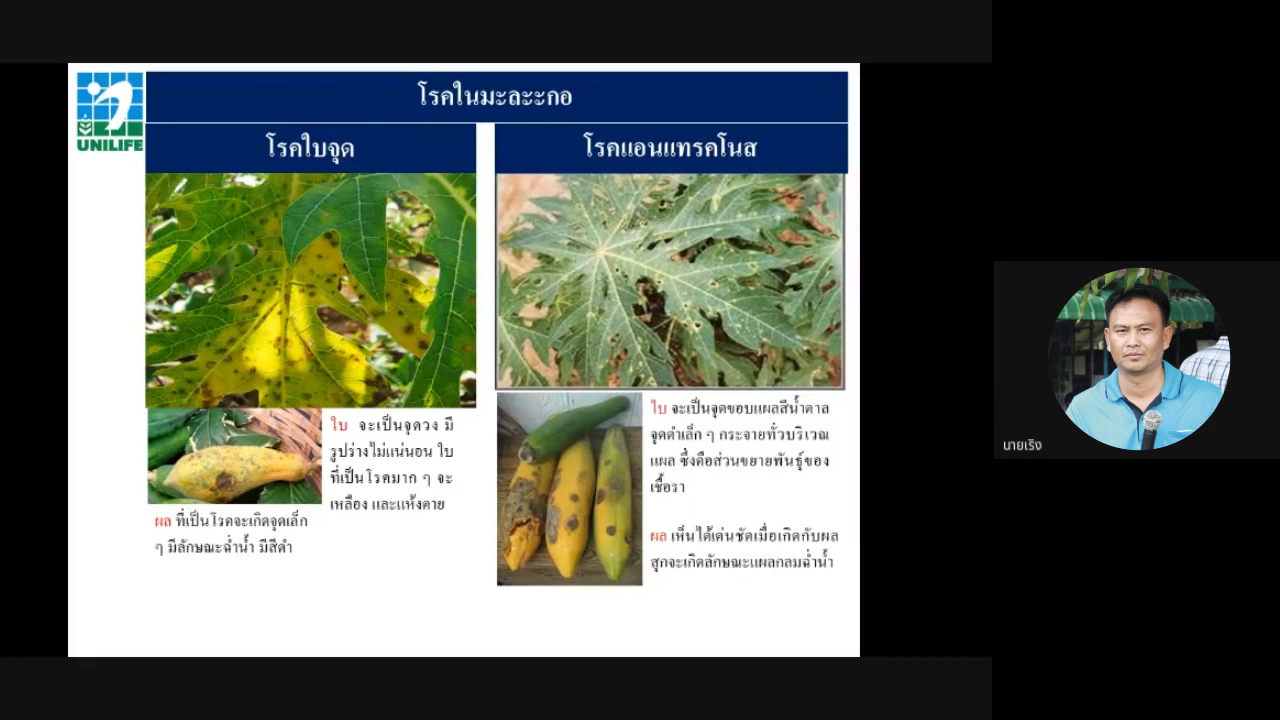 โรคในมะละะกอ
UNILIFE
โรคใบจุด
โรคแอนแทรคโนส
ใบ จะเป็นจุดวง มี
รูปร่างไม่แน่นอน ใบ
ที่เป็นโรคมาก ๆ จะ
เหลือง และแห้งตาย
ผล ที่เป็นโรคจะเกิดจุดเล็ก
ๆ มีลักษณะฉ่ำน้ำ มีสีดำ
ใบ จะเป็นจุดขอบแผลสีน้ำตาล
จุดดำเล็ก ๆ กระจายทั่วบริเวณ
แผล ซึ่งคือส่วนขยายพันธุ์ของ
เชื้อรา
ผล เห็นได้เด่นชัดเมื่อเกิดกับผล
สุกจะเกิดลักษณะแผลกลมฉ่ำน้ำ
นายเริง